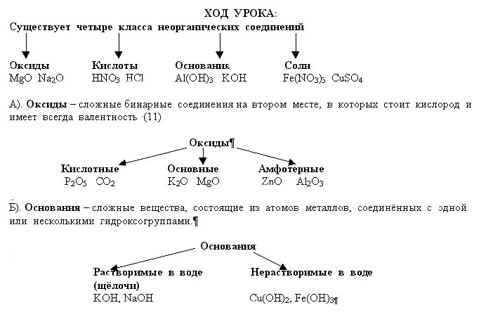 ХОД УРОКА:
Существует четыре класса неорганических соединений
Оксиды Кислоты Основания Соли
MgO Na₂O HNO₃ HCl Al(OH)₃ KOH Fe(NO₃)₃ CuSO₄
А). Оксиды – сложные бинарные соединения на втором месте, в которых стоит кислород и
имеет всегда валентность (11)
Оксиды¶
Кислотные Основные Амфотерные
P₂O₅ CO₂ K₂O MgO ZnO Al₂O₃
Б). Основания – сложные вещества, состоящие из атомов металлов, соединённых с одной
или несколькими гидроксогруппами.¶
Основания
Растворимые в воде Нерастворимые в воде
(щёлочи)
KOH, NaOH Cu(OH)₂, Fe(OH)₃¶